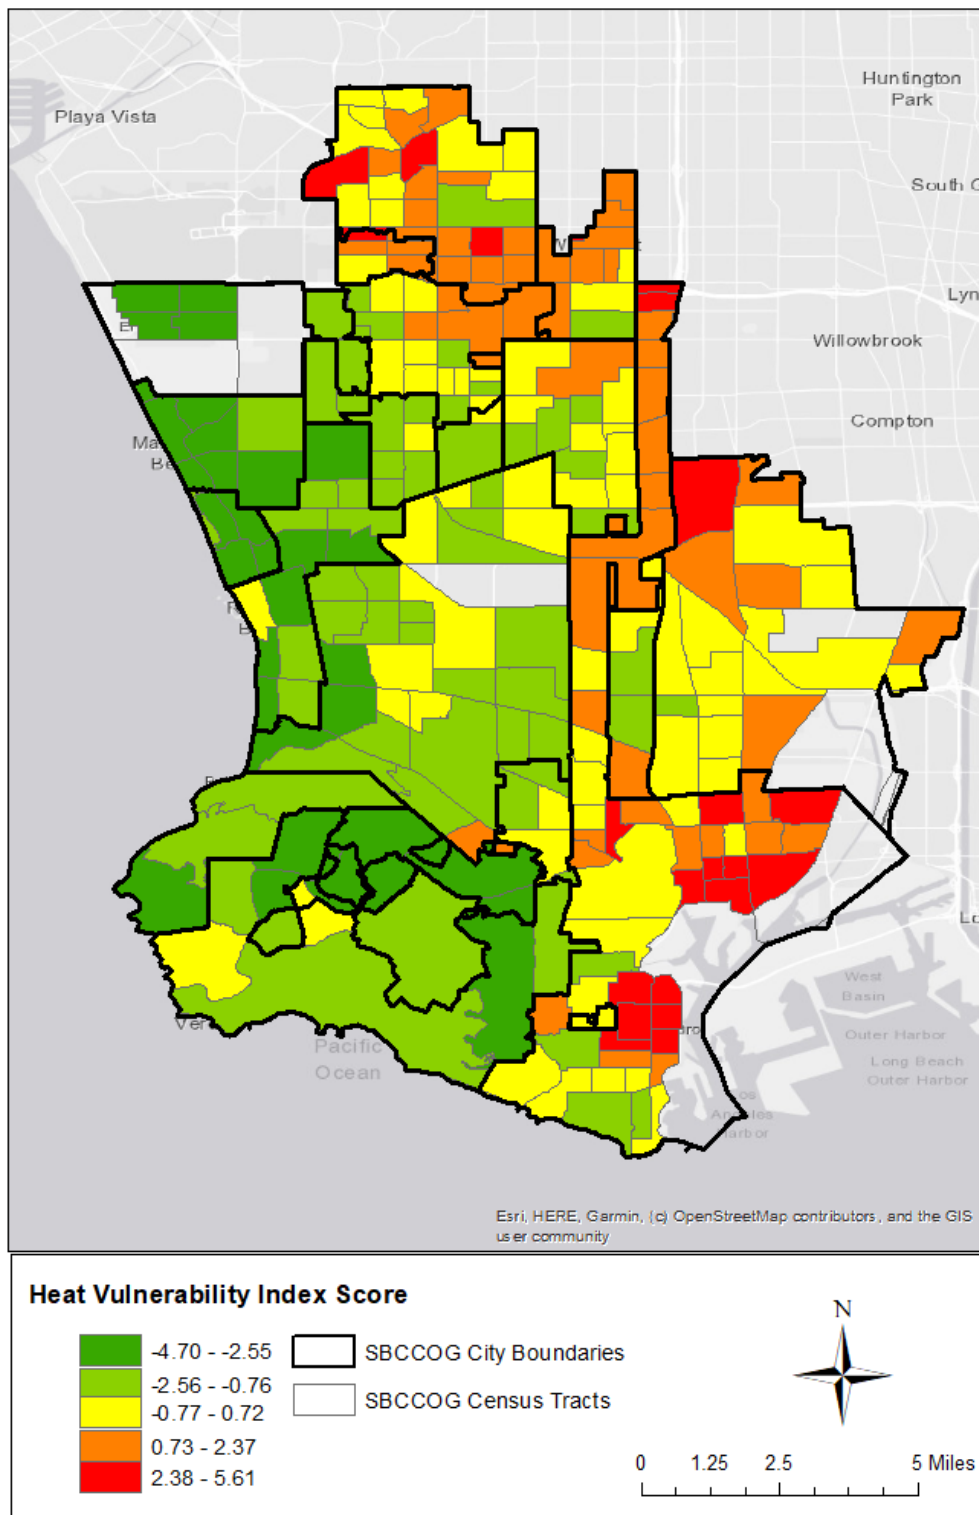 Huntington
Park
Playa Vista
South G
Lyn
Willowbrook
Compton
Ma
Be
Ver
Pacific
Ocean
West
Basin
Outer Harbor
Long Beach
Outer Harbor
Esri, HERE, Garmin, (c) OpenStreetMap contributors, and the GIS
user community
Heat Vulnerability Index Score
-4.70 - -2.55
-2.56 - -0.76
-0.77 - 0.72
0.73 - 2.37
2.38 - 5.61
SBCCOG City Boundaries
SBCCOG Census Tracts
N
0 1.25 2.5 5 Miles